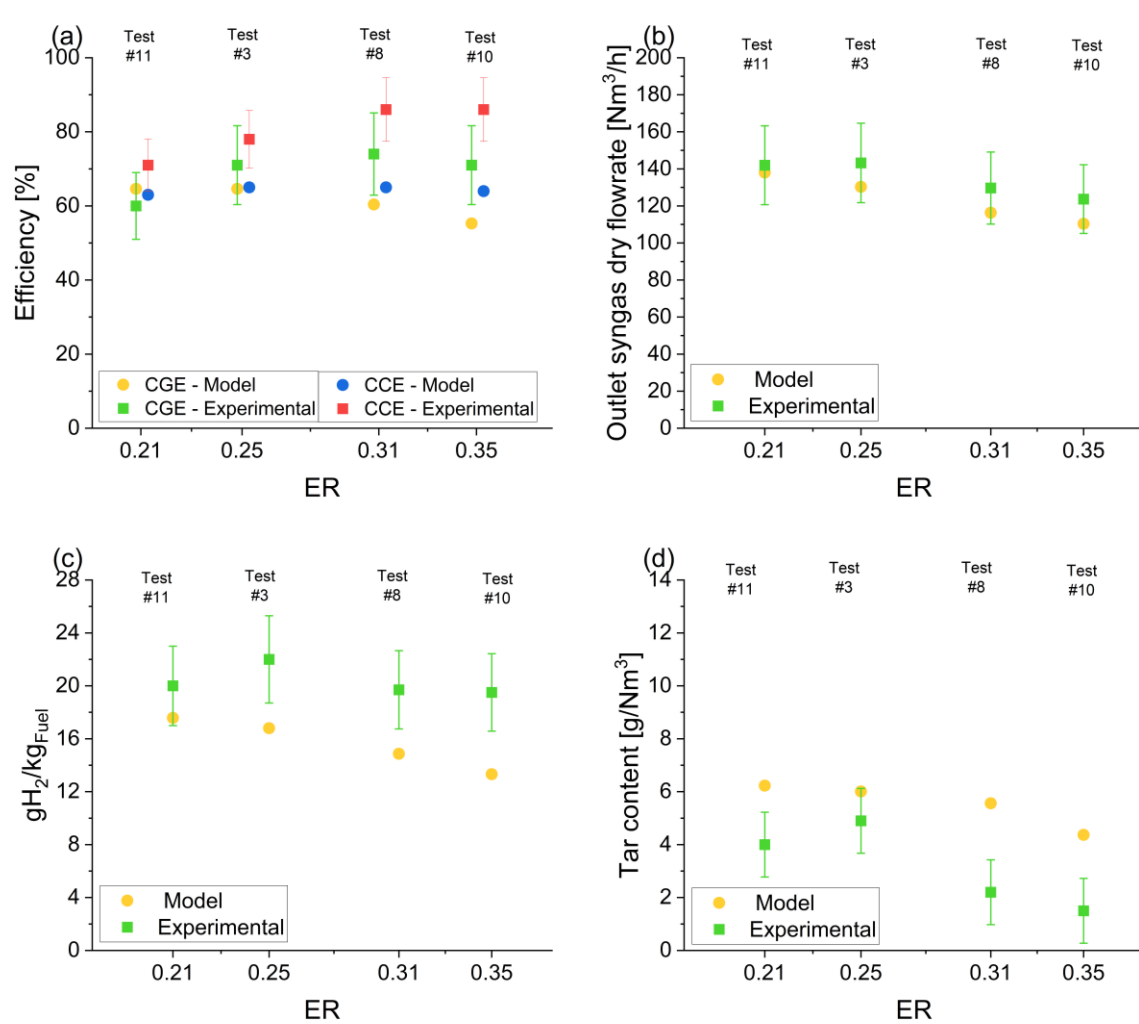 (a)
Test
#11
Test
#3
Test
#8
Test
#10
100
80
60
40
20
0
Efficiency [%]
CGE - Model
CCE - Model
CGE - Experimental
CCE - Experimental
0.21
0.25
0.31
0.35
ER
(b)
Test
#11
Test
#3
Test
#8
Test
#10
200
180
160
140
120
100
80
60
40
20
0
Outlet syngas dry flowrate [Nm³/h]
Model
Experimental
0.21
0.25
0.31
0.35
ER
(c)
Test
#11
Test
#3
Test
#8
Test
#10
28
24
20
16
12
8
4
0
gH₂/kg_Fuel
Model
Experimental
0.21
0.25
0.31
0.35
ER
(d)
Test
#11
Test
#3
Test
#8
Test
#10
14
12
10
8
6
4
2
0
Tar content [g/Nm³]
Model
Experimental
0.21
0.25
0.31
0.35
ER